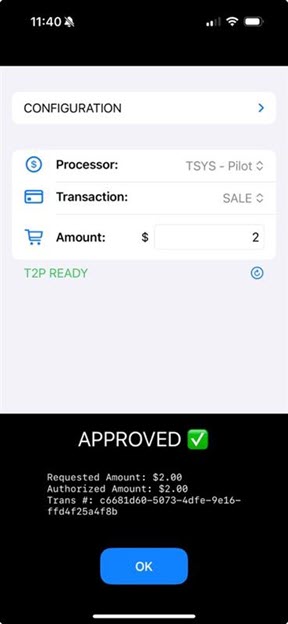 11:40
CONFIGURATION
Processor: TSYS - Pilot
Transaction: SALE
Amount: $ 2
T2P READY
APPROVED ✅
Requested Amount: $2.00
Authorized Amount: $2.00
Trans #: c6681d60-5073-4dfe-9e16-
ffd4f25a4f8b
OK